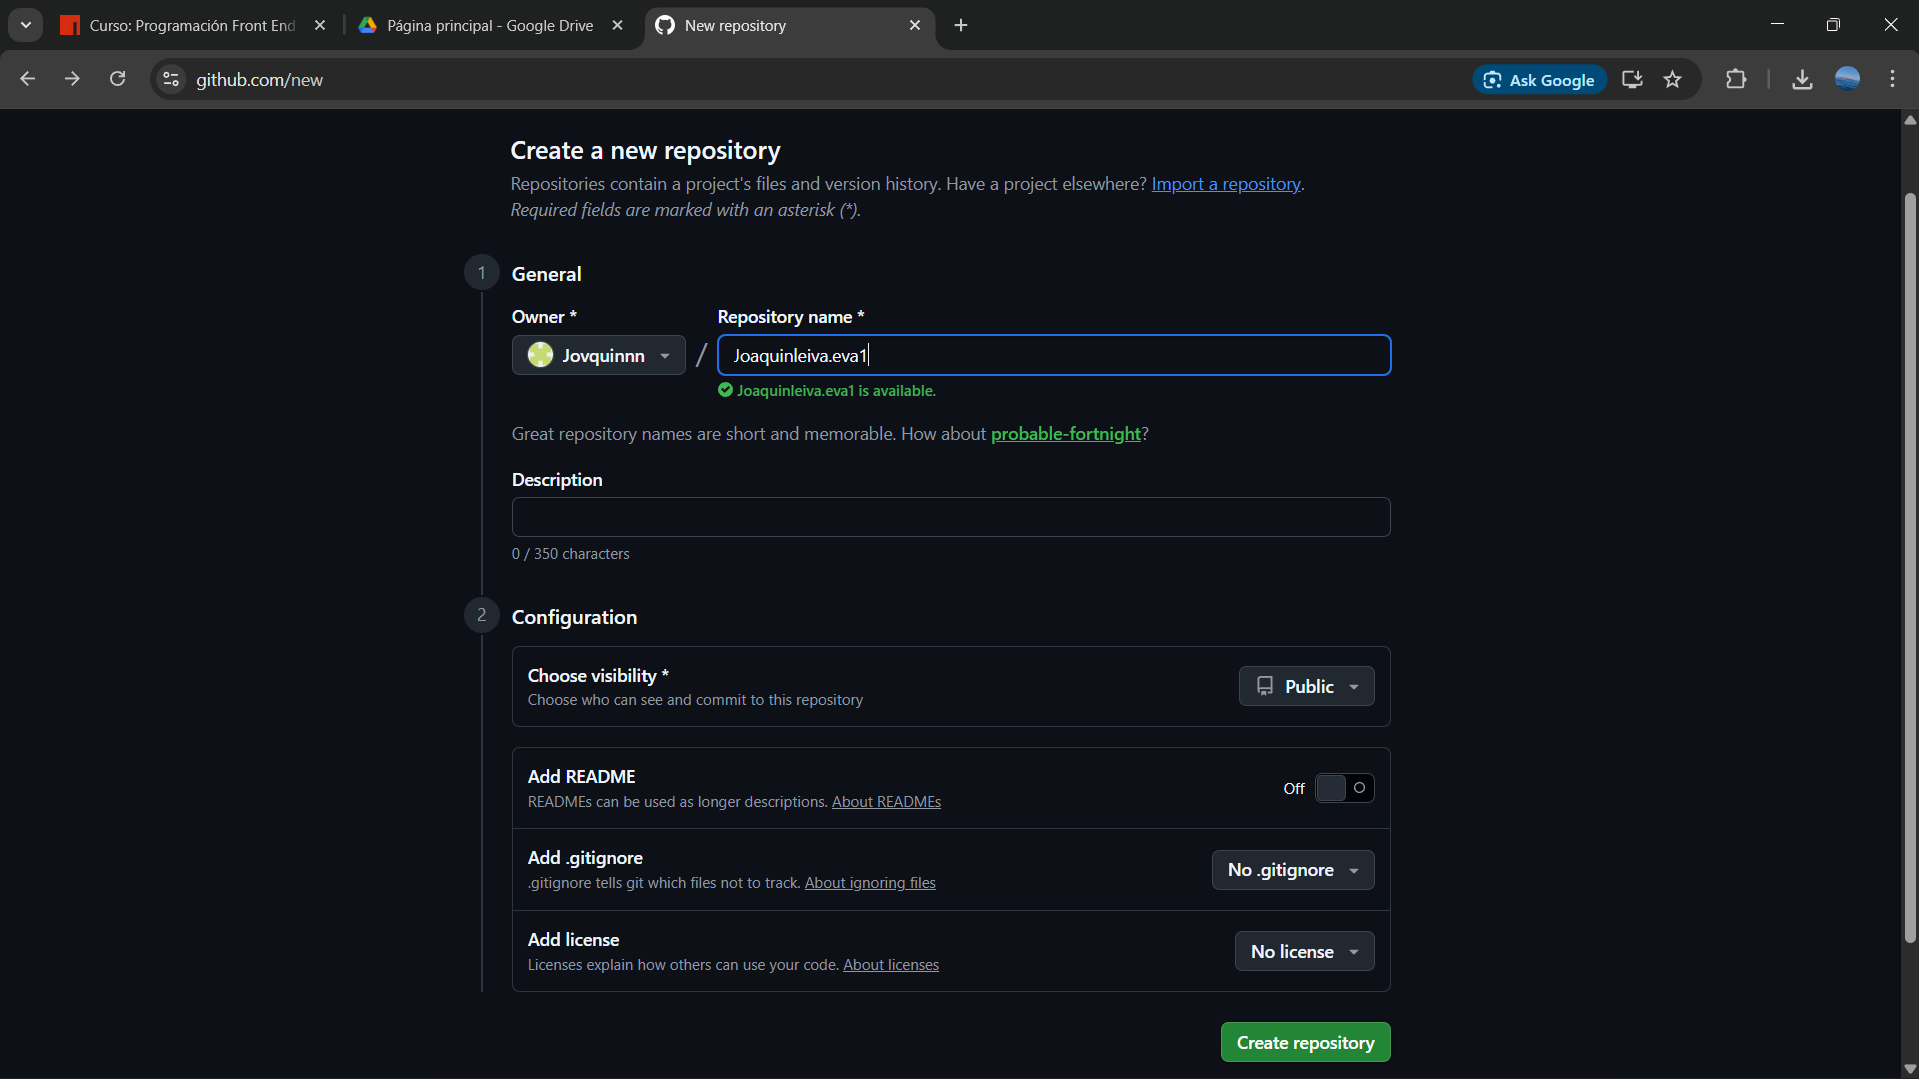 Curso: Programación Front End
Página principal - Google Drive
New repository
github.com/new
Ask Google
Create a new repository
Repositories contain a project's files and version history. Have a project elsewhere? Import a repository.
Required fields are marked with an asterisk (*).
1 General
Owner *
Repository name *
Jovquinnn / Joaquinleiva.eva1
Joaquinleiva.eva1 is available.
Great repository names are short and memorable. How about probable-fortnight?
Description
0 / 350 characters
2 Configuration
Choose visibility *
Choose who can see and commit to this repository
Public
Add README
READMEs can be used as longer descriptions. About READMEs
Off
Add .gitignore
.gitignore tells git which files not to track. About ignoring files
No .gitignore
Add license
Licenses explain how others can use your code. About licenses
No license
Create repository